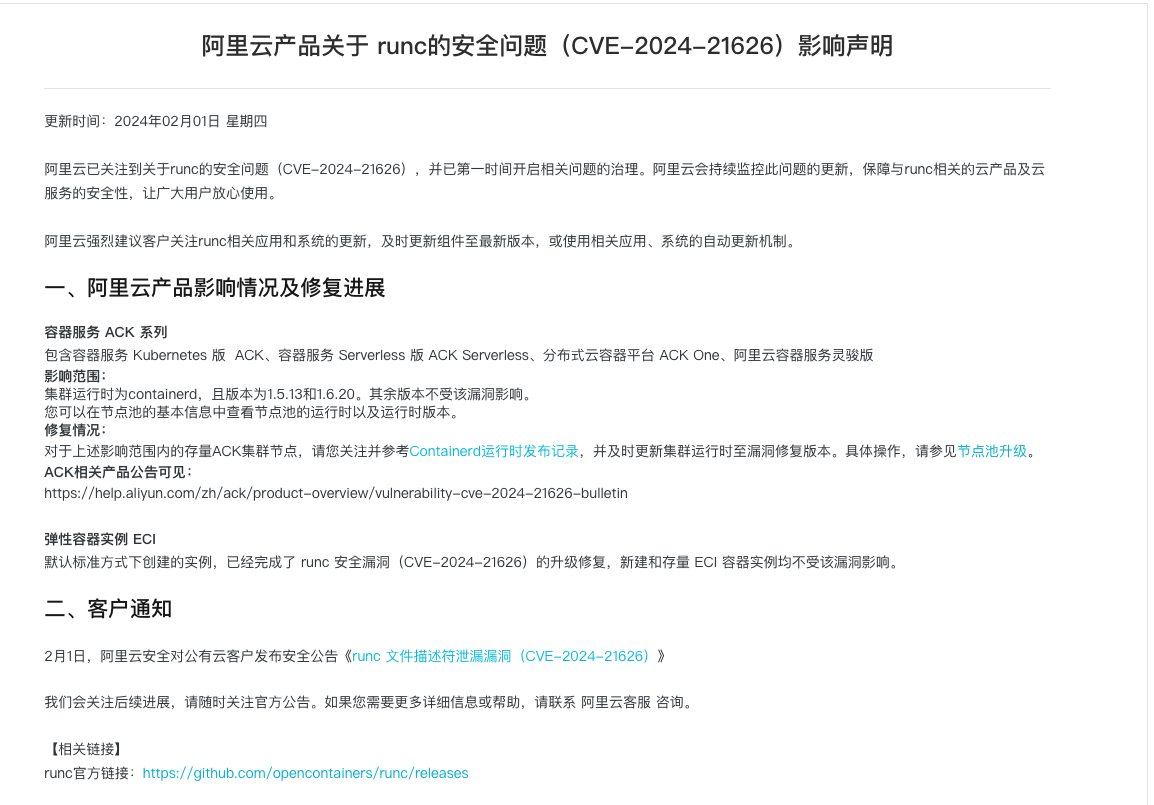 阿里云产品关于 runc的安全问题（CVE-2024-21626）影响声明
更新时间：2024年02月01日 星期四
阿里云已关注到关于runc的安全问题（CVE-2024-21626），并已第一时间开启相关问题的治理。阿里云会持续监控此问题的更新，保障与runc相关的云产品及云
服务的安全性，让广大用户放心使用。
阿里云强烈建议客户关注runc相关应用和系统的更新，及时更新组件至最新版本，或使用相关应用、系统的自动更新机制。
一、阿里云产品影响情况及修复进展
容器服务 ACK 系列
包含容器服务 Kubernetes 版 ACK、容器服务 Serverless 版 ACK Serverless、分布式云容器平台 ACK One、阿里云容器服务灵骏版
影响范围：
集群运行时为containerd，且版本为1.5.13和1.6.20。其余版本不受该漏洞影响。
您可以在节点池的基本信息中查看节点池的运行时以及运行时版本。
修复情况：
对于上述影响范围内的存量ACK集群节点，请您关注并参考Containerd运行时发布记录，并及时更新集群运行时至漏洞修复版本。具体操作，请参见节点池升级。
ACK相关产品公告可见：
https://help.aliyun.com/zh/ack/product-overview/vulnerability-cve-2024-21626-bulletin
弹性容器实例 ECI
默认标准方式下创建的实例，已经完成了 runc 安全漏洞（CVE-2024-21626）的升级修复，新建和存量 ECI 容器实例均不受该漏洞影响。
二、客户通知
2月1日，阿里云安全对公有云客户发布安全公告《runc 文件描述符泄漏漏洞（CVE-2024-21626）》
我们会关注后续进展，请随时关注官方公告。如果您需要更多详细信息或帮助，请联系 阿里云客服 咨询。
【相关链接】
runc官方链接：https://github.com/opencontainers/runc/releases